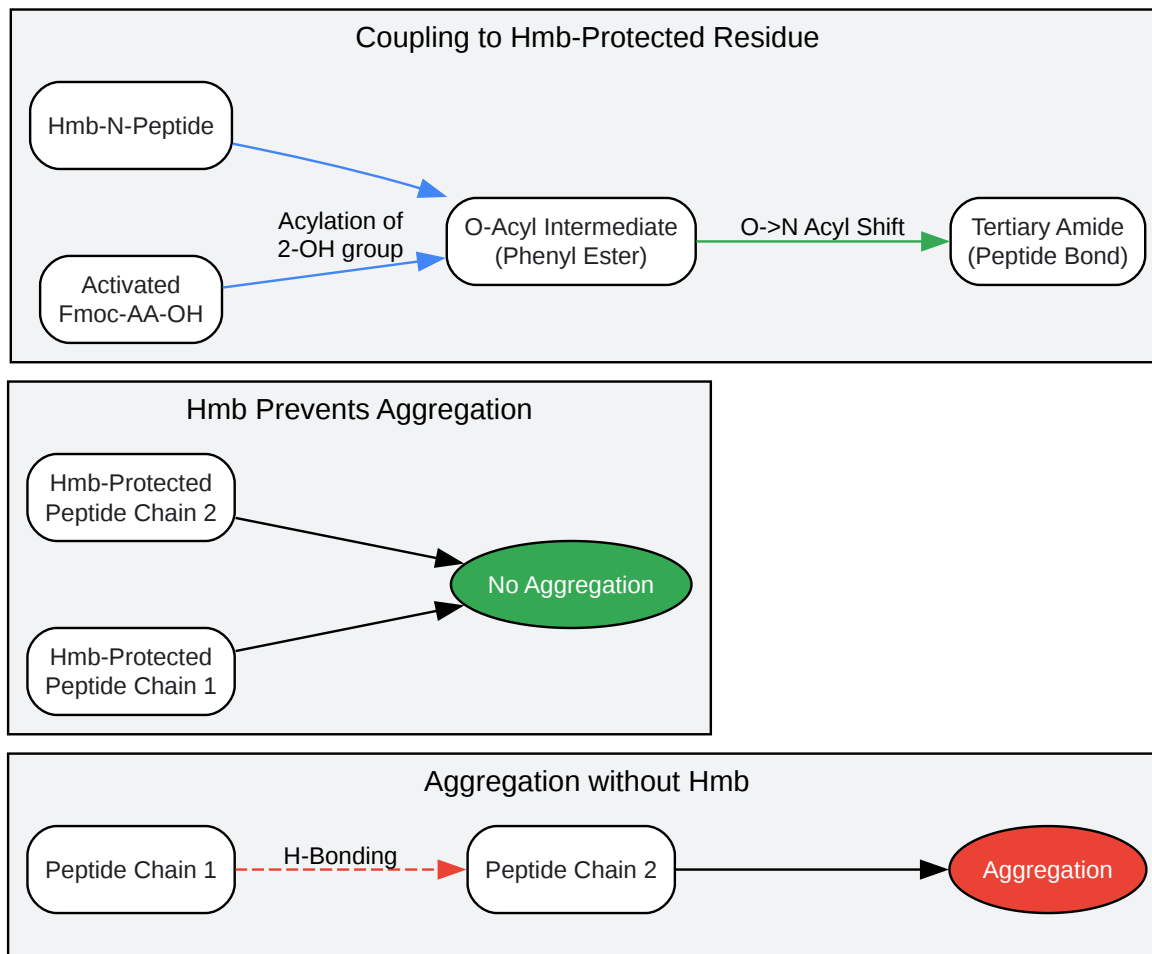 Coupling to Hmb-Protected Residue
Hmb-N-Peptide
Activated
Fmoc-AA-OH
Acylation of
2-OH group
O-Acyl Intermediate
(Phenyl Ester)
O->N Acyl Shift
Tertiary Amide
(Peptide Bond)
Hmb Prevents Aggregation
Hmb-Protected
Peptide Chain 2
Hmb-Protected
Peptide Chain 1
No Aggregation
Aggregation without Hmb
Peptide Chain 1
H-Bonding
Peptide Chain 2
Aggregation